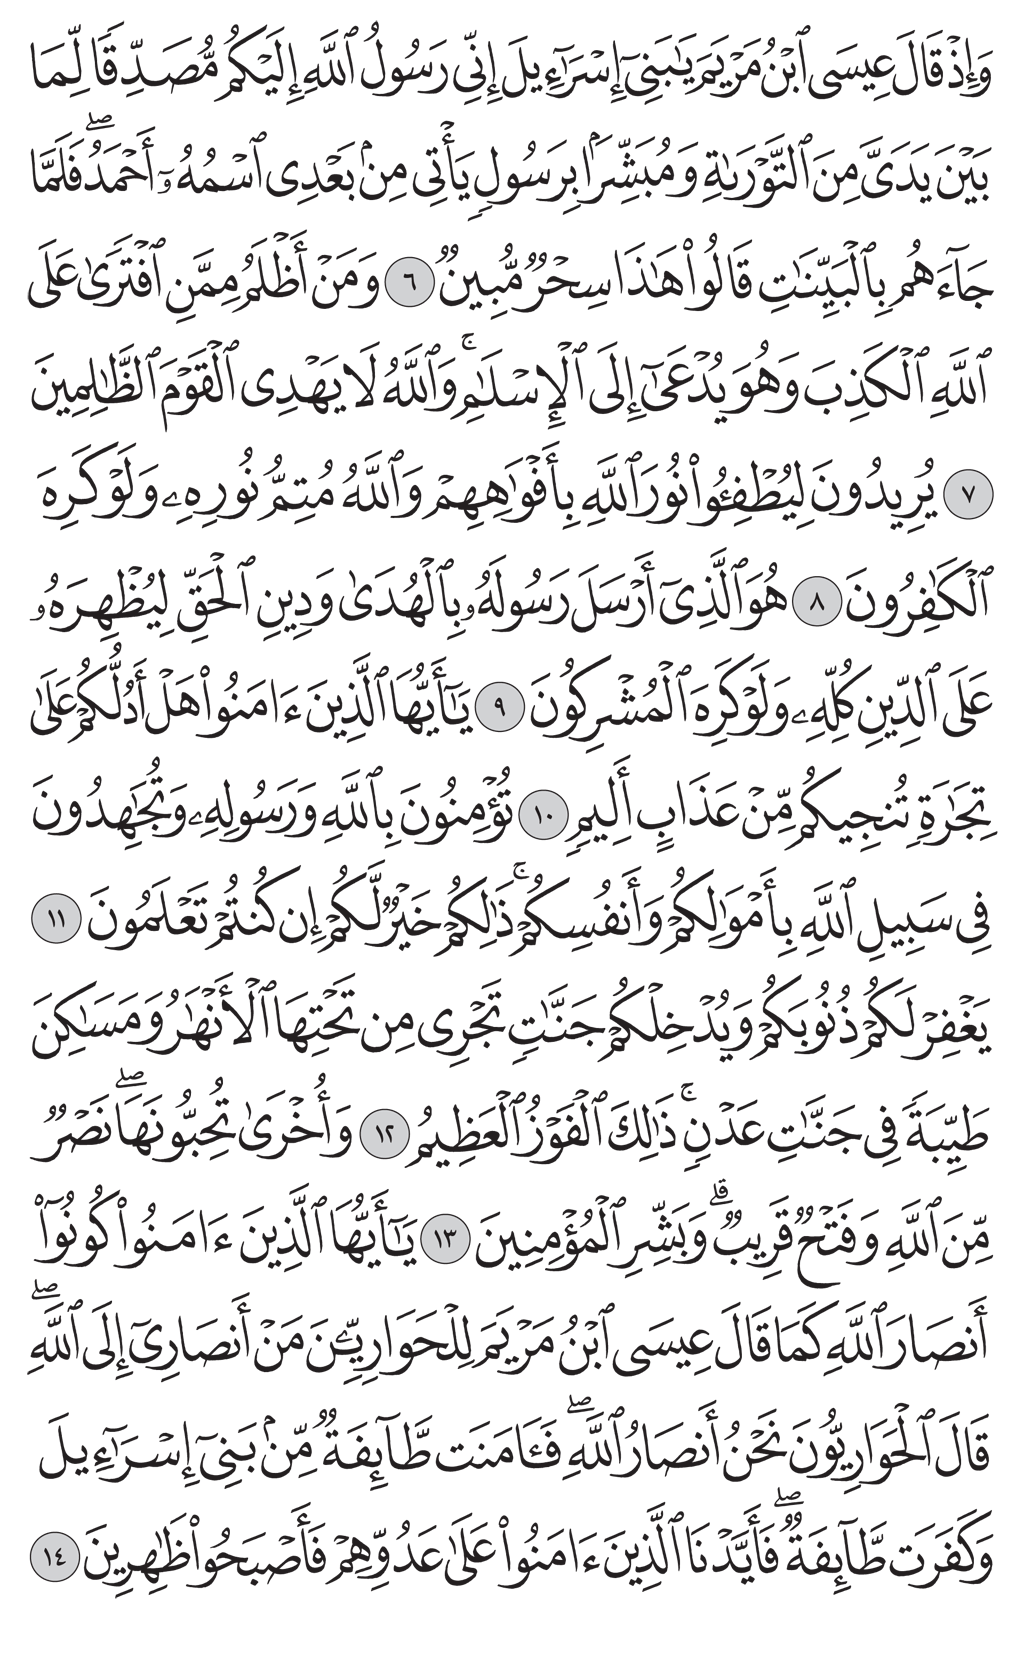 وَإِذْ قَالَ عِيسَى ٱبْنُ مَرْيَمَ يَـٰبَنِىٓ إِسْرَٰٓءِيلَ إِنِّى رَسُولُ ٱللَّهِ إِلَيْكُم مُّصَدِّقًا لِّمَا
بَيْنَ يَدَىَّ مِنَ ٱلتَّوْرَىٰةِ وَمُبَشِّرًۢا بِرَسُولٍ يَأْتِى مِنۢ بَعْدِى ٱسْمُهُۥٓ أَحْمَدُ ۖ فَلَمَّا
جَآءَهُم بِٱلْبَيِّنَـٰتِ قَالُوا۟ هَـٰذَا سِحْرٌ مُّبِينٌ ٦ وَمَنْ أَظْلَمُ مِمَّنِ ٱفْتَرَىٰ عَلَى
ٱللَّهِ ٱلْكَذِبَ وَهُوَ يُدْعَىٰٓ إِلَى ٱلْإِسْلَـٰمِ ۚ وَٱللَّهُ لَا يَهْدِى ٱلْقَوْمَ ٱلظَّـٰلِمِينَ
٧ يُرِيدُونَ لِيُطْفِـُٔوا۟ نُورَ ٱللَّهِ بِأَفْوَٰهِهِمْ وَٱللَّهُ مُتِمُّ نُورِهِۦ وَلَوْ كَرِهَ
ٱلْكَـٰفِرُونَ ٨ هُوَ ٱلَّذِىٓ أَرْسَلَ رَسُولَهُۥ بِٱلْهُدَىٰ وَدِينِ ٱلْحَقِّ لِيُظْهِرَهُۥ
عَلَى ٱلدِّينِ كُلِّهِۦ وَلَوْ كَرِهَ ٱلْمُشْرِكُونَ ٩ يَـٰٓأَيُّهَا ٱلَّذِينَ ءَامَنُوا۟ هَلْ أَدُلُّكُمْ عَلَىٰ
تِجَـٰرَةٍ تُنجِيكُم مِّنْ عَذَابٍ أَلِيمٍ ١٠ تُؤْمِنُونَ بِٱللَّهِ وَرَسُولِهِۦ وَتُجَـٰهِدُونَ
فِى سَبِيلِ ٱللَّهِ بِأَمْوَٰلِكُمْ وَأَنفُسِكُمْ ۚ ذَٰلِكُمْ خَيْرٌ لَّكُمْ إِن كُنتُمْ تَعْلَمُونَ ١١
يَغْفِرْ لَكُمْ ذُنُوبَكُمْ وَيُدْخِلْكُمْ جَنَّـٰتٍ تَجْرِى مِن تَحْتِهَا ٱلْأَنْهَـٰرُ وَمَسَـٰكِنَ
طَيِّبَةً فِى جَنَّـٰتِ عَدْنٍ ۚ ذَٰلِكَ ٱلْفَوْزُ ٱلْعَظِيمُ ١٢ وَأُخْرَىٰ تُحِبُّونَهَا ۖ نَصْرٌ
مِّنَ ٱللَّهِ وَفَتْحٌ قَرِيبٌ ۗ وَبَشِّرِ ٱلْمُؤْمِنِينَ ١٣ يَـٰٓأَيُّهَا ٱلَّذِينَ ءَامَنُوا۟ كُونُوٓا۟
أَنصَارَ ٱللَّهِ كَمَا قَالَ عِيسَى ٱبْنُ مَرْيَمَ لِلْحَوَارِيِّـۧنَ مَنْ أَنصَارِىٓ إِلَى ٱللَّهِ ۖ
قَالَ ٱلْحَوَارِيُّونَ نَحْنُ أَنصَارُ ٱللَّهِ ۖ فَـَٔامَنَت طَّآئِفَةٌ مِّنۢ بَنِىٓ إِسْرَٰٓءِيلَ
وَكَفَرَت طَّآئِفَةٌ ۖ فَأَيَّدْنَا ٱلَّذِينَ ءَامَنُوا۟ عَلَىٰ عَدُوِّهِمْ فَأَصْبَحُوا۟ ظَـٰهِرِينَ ١٤